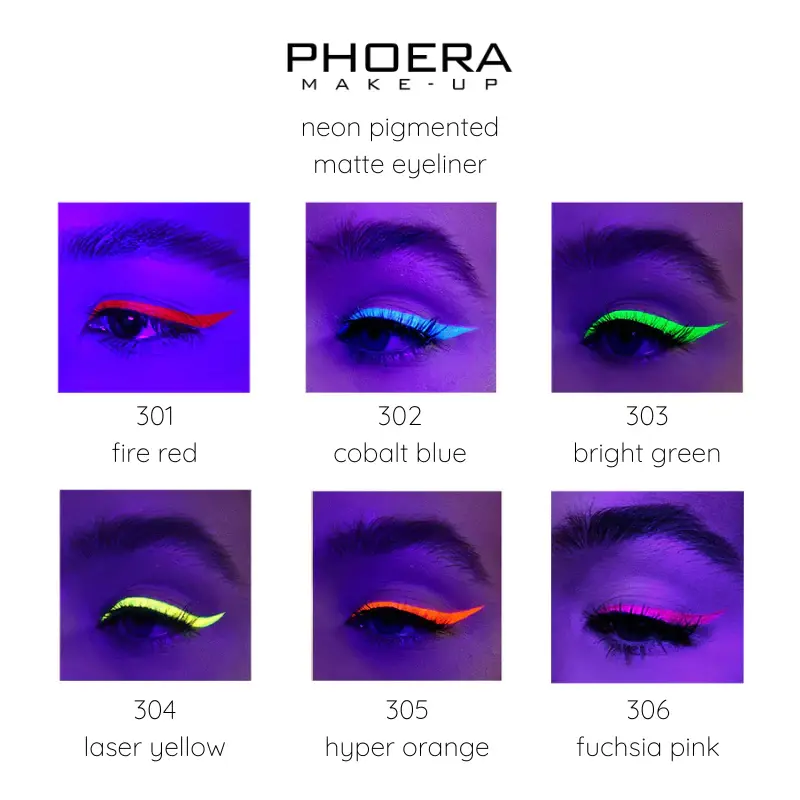 PHOERA
MAKE-UP
neon pigmented
matte eyeliner
301
fire red
302
cobalt blue
303
bright green
304
laser yellow
305
hyper orange
306
fuchsia pink